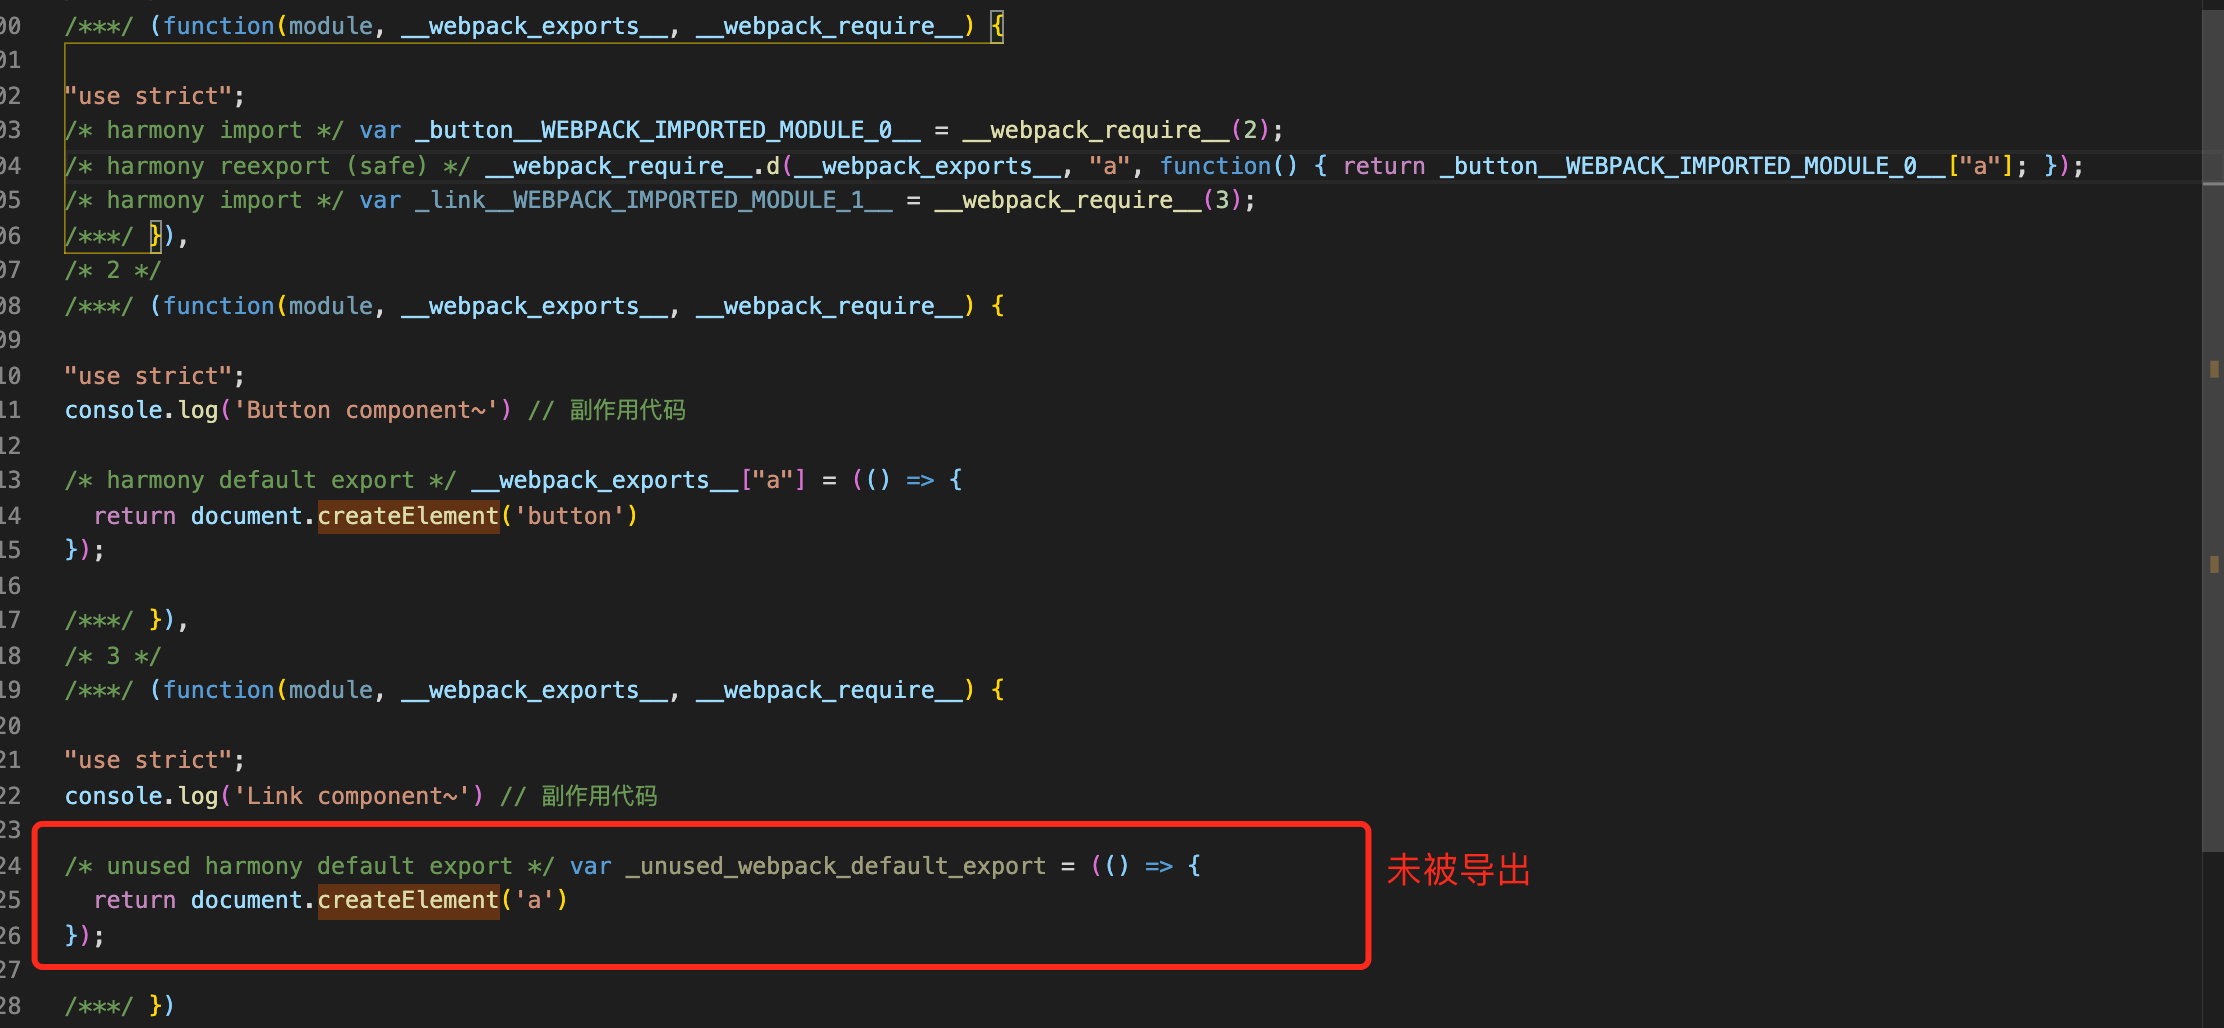 00 /***/ (function(module, __webpack_exports__, __webpack_require__) {
01
02 "use strict";
03 /* harmony import */ var _button__WEBPACK_IMPORTED_MODULE_0__ = __webpack_require__(2);
04 /* harmony reexport (safe) */ __webpack_require__.d(__webpack_exports__, "a", function() { return _button__WEBPACK_IMPORTED_MODULE_0__["a"]; });
05 /* harmony import */ var _link__WEBPACK_IMPORTED_MODULE_1__ = __webpack_require__(3);
06 /***/ }),
07 /* 2 */
08 /***/ (function(module, __webpack_exports__, __webpack_require__) {
09
10 "use strict";
11 console.log('Button component~') // 副作用代码
12
13 /* harmony default export */ __webpack_exports__["a"] = (() => {
14 return document.createElement('button')
15 });
16
17 /***/ }),
18 /* 3 */
19 /***/ (function(module, __webpack_exports__, __webpack_require__) {
20
21 "use strict";
22 console.log('Link component~') // 副作用代码
23
24 /* unused harmony default export */ var _unused_webpack_default_export = (() => {
未被导出
25 return document.createElement('a')
26 });
27
28 /***/ })